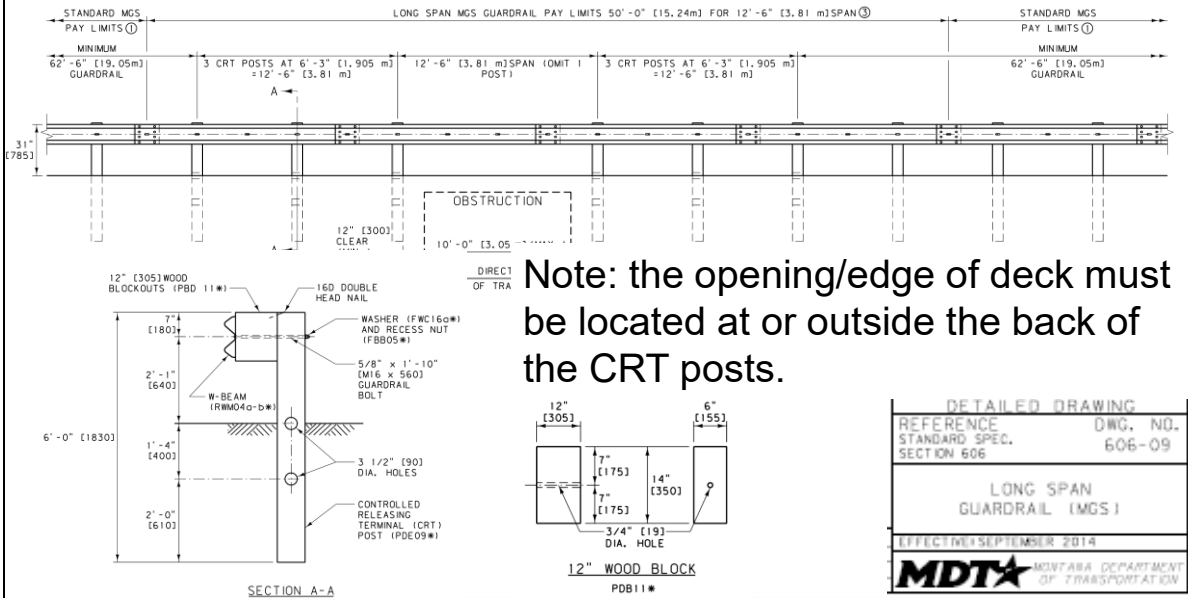 STANDARD MGS
PAY LIMITS ①
LONG SPAN MGS GUARDRAIL PAY LIMITS 50'-0" [15.24m] FOR 12'-6" [3.81 m] SPAN ③
STANDARD MGS
PAY LIMITS ①
MINIMUM
62'-6" [19.05m]
GUARDRAIL
3 CRT POSTS AT 6'-3" [1.905 m]
=12'-6" [3.81 m]
12'-6" [3.81 m] SPAN (OMIT 1
POST)
3 CRT POSTS AT 6'-3" [1.905 m]
=12'-6" [3.81 m]
MINIMUM
62'-6" [19.05m]
GUARDRAIL
A
31"
[785]
OBSTRUCTION
12" [300]
CLEAR
10'-0" [3.05
A
DIRECT
OF TRA
Note: the opening/edge of deck must
be located at or outside the back of
the CRT posts.
12" [305] WOOD
BLOCKOUTS (PBD 11*)
16D DOUBLE
HEAD NAIL
7"
[180]
WASHER (FWC16a*)
AND RECESS NUT
(FBB05*)
5/8" x 1'-10"
[M16 x 560]
GUARDRAIL
BOLT
2'-1"
[640]
W-BEAM
(RWM04a-b*)
6'-0" [1830]
1'-4"
[400]
3 1/2" [90]
DIA. HOLES
2'-0"
[610]
CONTROLLED
RELEASING
TERMINAL (CRT)
POST (PDE09*)
SECTION A-A
12"
[305]
6"
[155]
7"
[175]
14"
[350]
7"
[175]
3/4" [19]
DIA. HOLE
12" WOOD BLOCK
PDB11*
DETAILED DRAWING
REFERENCE DWG. NO.
STANDARD SPEC. 606-09
SECTION 606
LONG SPAN
GUARDRAIL (MGS)
EFFECTIVE: SEPTEMBER 2014
MDT MONTANA DEPARTMENT
OF TRANSPORTATION